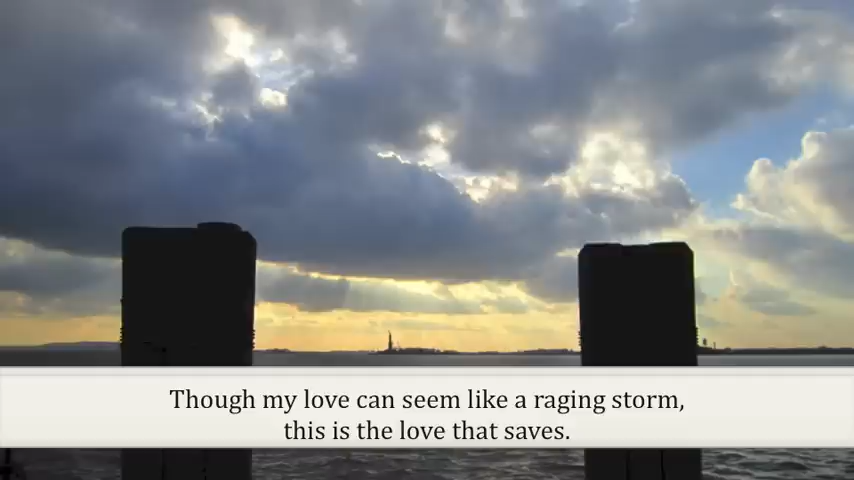 Though my love can seem like a raging storm,
this is the love that saves.